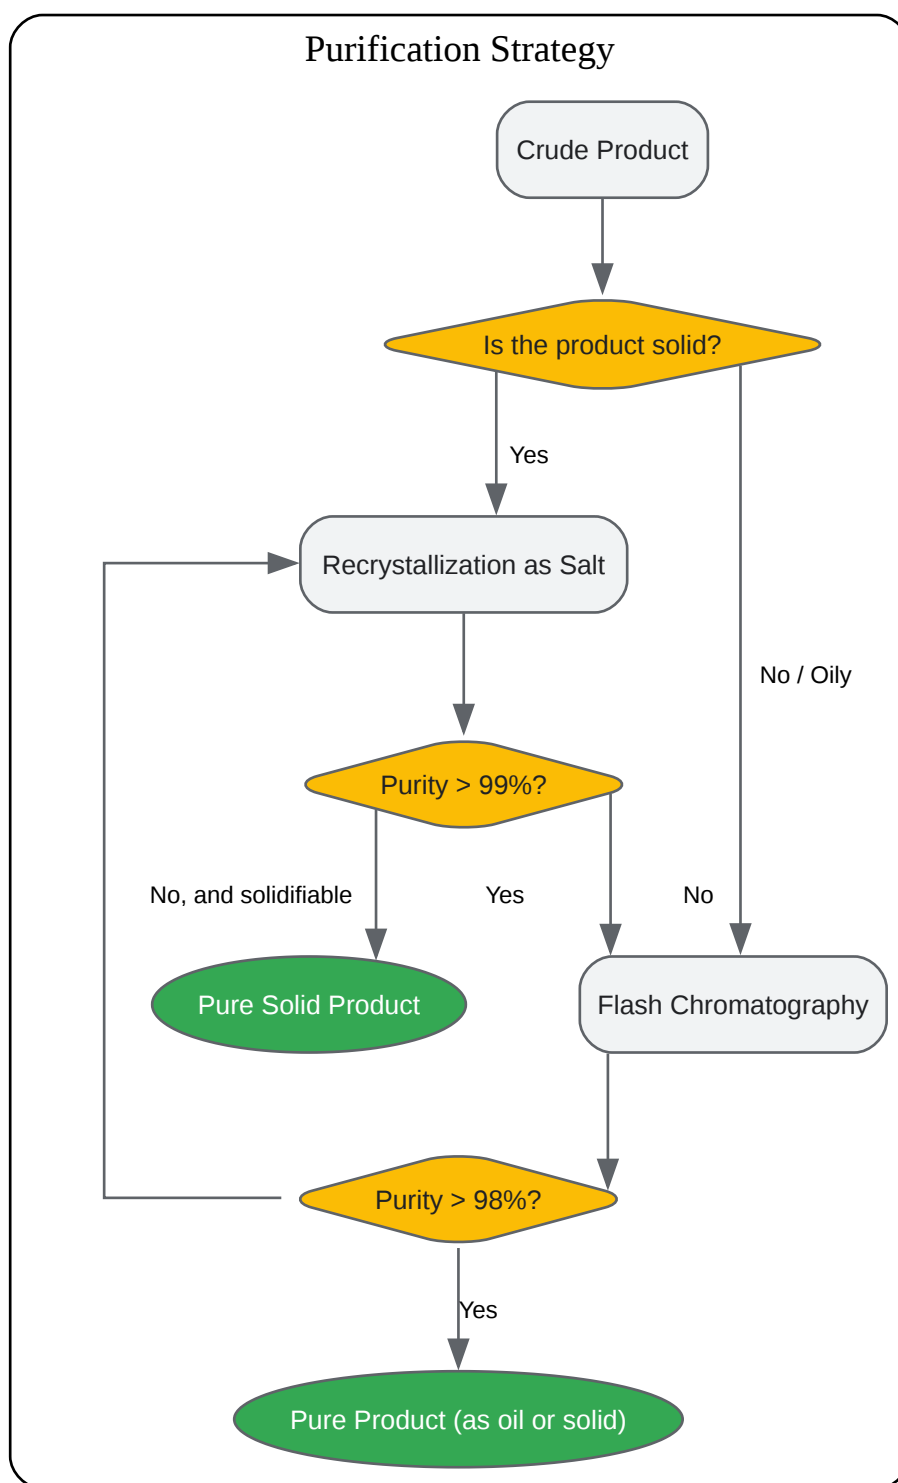 Purification Strategy
Crude Product
Is the product solid?
Yes
Recrystallization as Salt
No / Oily
Purity > 99%?
No, and solidifiable
Yes
No
Pure Solid Product
Flash Chromatography
Purity > 98%?
Yes
Pure Product (as oil or solid)